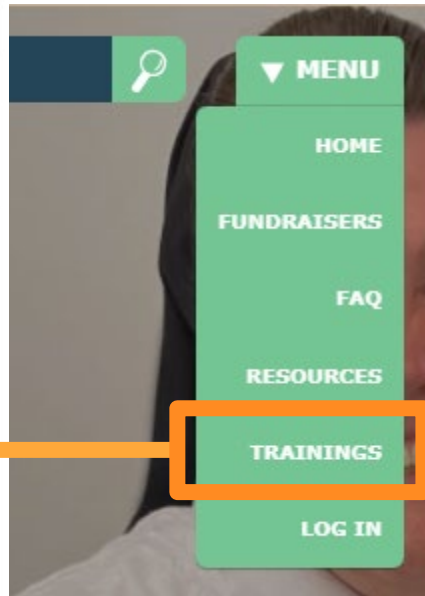 ▼ MENU
HOME
FUNDRAISERS
FAQ
RESOURCES
TRAININGS
LOG IN